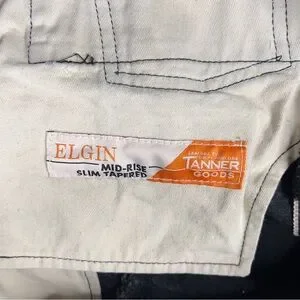 ELGIN
MID-RISE
SLIM TAPERED
TANNER
GOODS